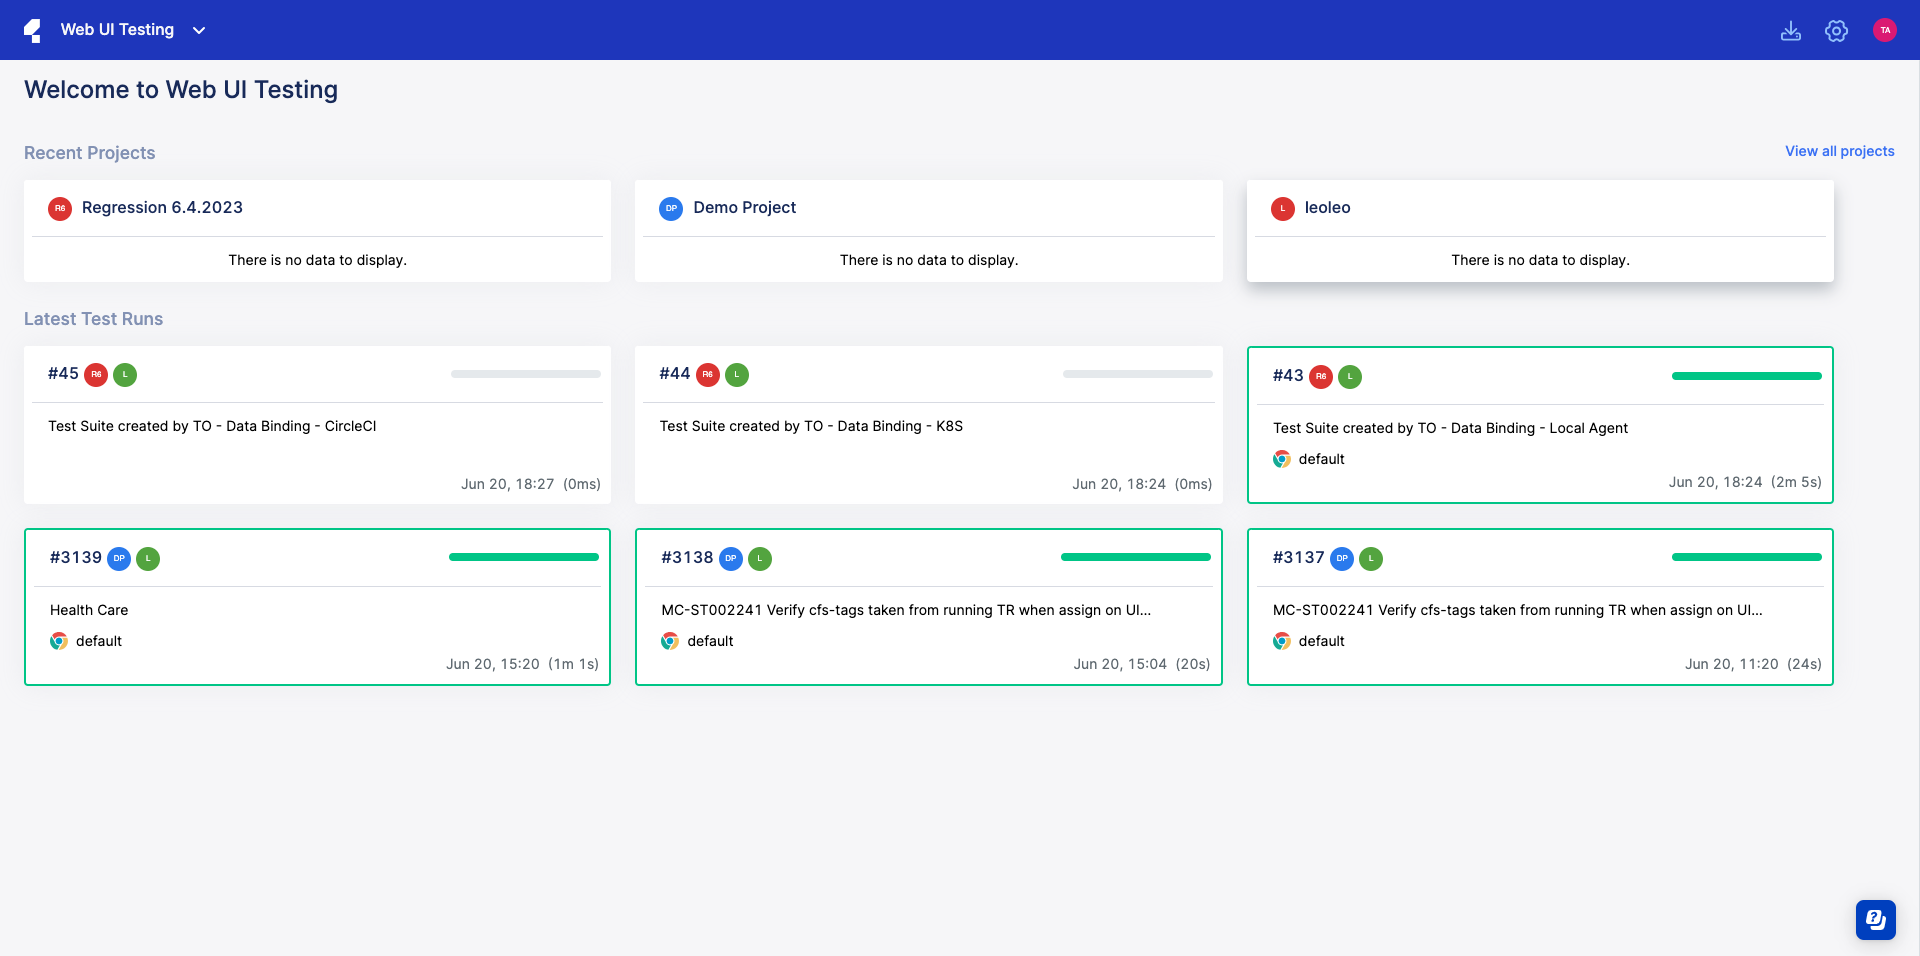 Web UI Testing
TA
Welcome to Web UI Testing
Recent Projects
View all projects
R6 Regression 6.4.2023
There is no data to display.
DP Demo Project
There is no data to display.
L leoleo
There is no data to display.
Latest Test Runs
#45 R6 L
Test Suite created by TO - Data Binding - CircleCI
Jun 20, 18:27 (0ms)
#44 R6 L
Test Suite created by TO - Data Binding - K8S
Jun 20, 18:24 (0ms)
#43 R6 L
Test Suite created by TO - Data Binding - Local Agent
default
Jun 20, 18:24 (2m 5s)
#3139 DP L
Health Care
default
Jun 20, 15:20 (1m 1s)
#3138 DP L
MC-ST002241 Verify cfs-tags taken from running TR when assign on UI...
default
Jun 20, 15:04 (20s)
#3137 DP L
MC-ST002241 Verify cfs-tags taken from running TR when assign on UI...
default
Jun 20, 11:20 (24s)
?